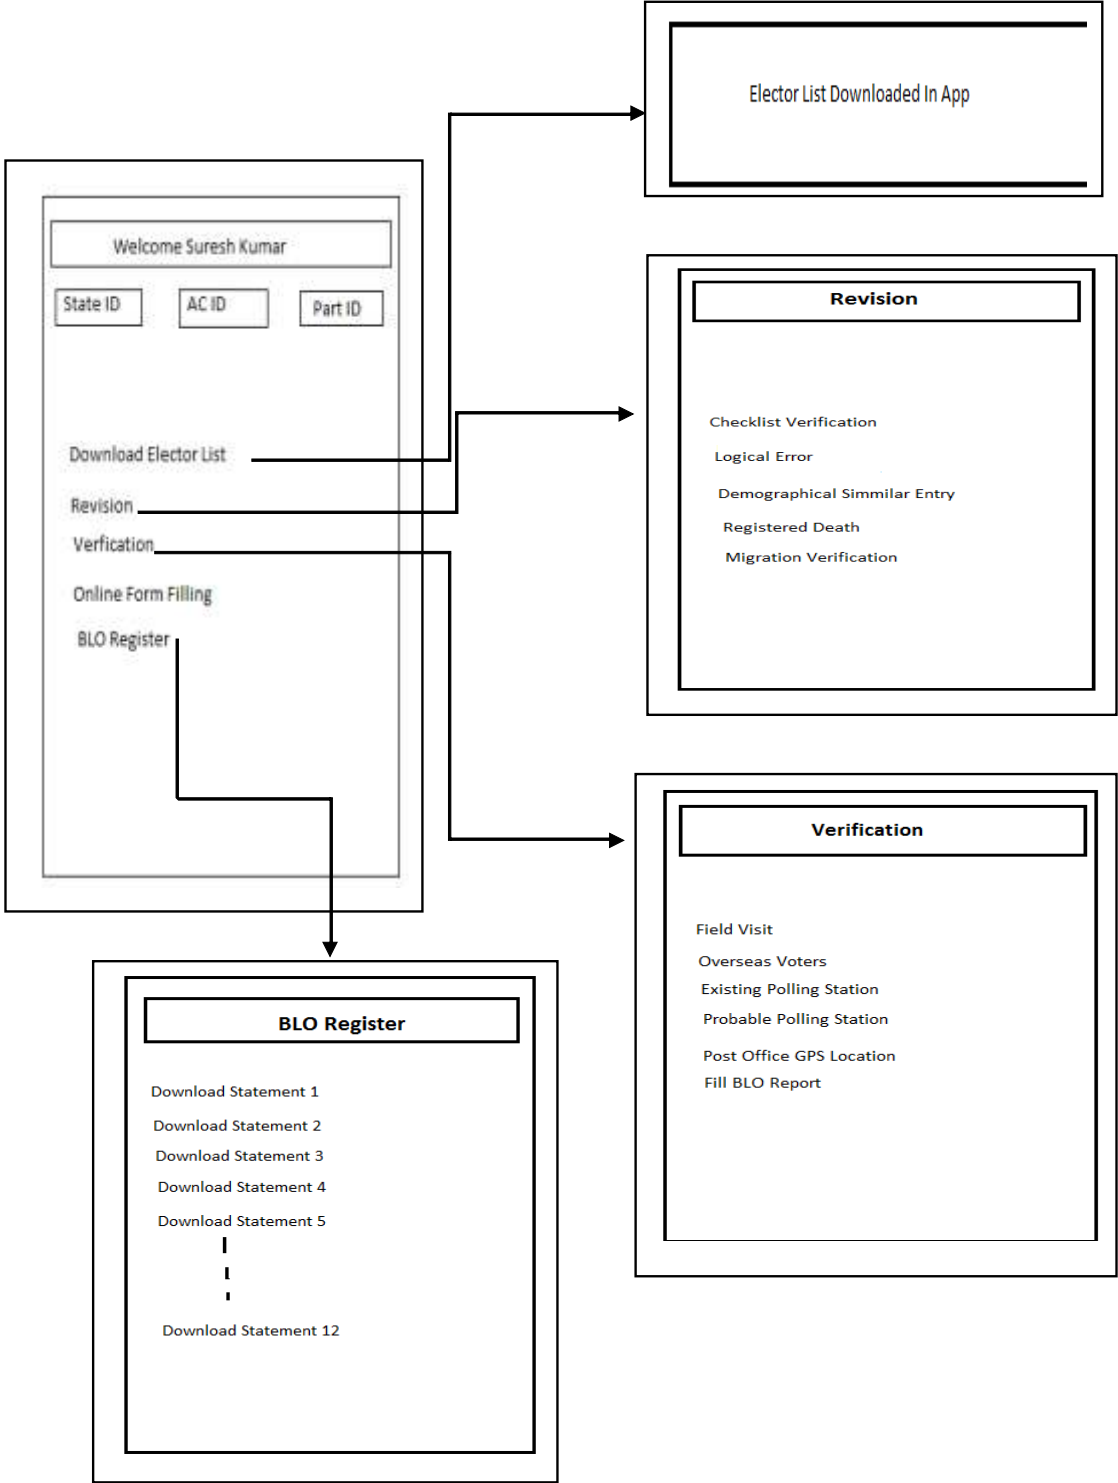 Elector List Downloaded In App
Welcome Suresh Kumar
State ID
AC ID
Part ID
Download Elector List
Revision
Verfication
Online Form Filling
BLO Register
Revision
Checklist Verification
Logical Error
Demographical Simmilar Entry
Registered Death
Migration Verification
Verification
Field Visit
Overseas Voters
Existing Polling Station
Probable Polling Station
Post Office GPS Location
Fill BLO Report
BLO Register
Download Statement 1
Download Statement 2
Download Statement 3
Download Statement 4
Download Statement 5
Download Statement 12